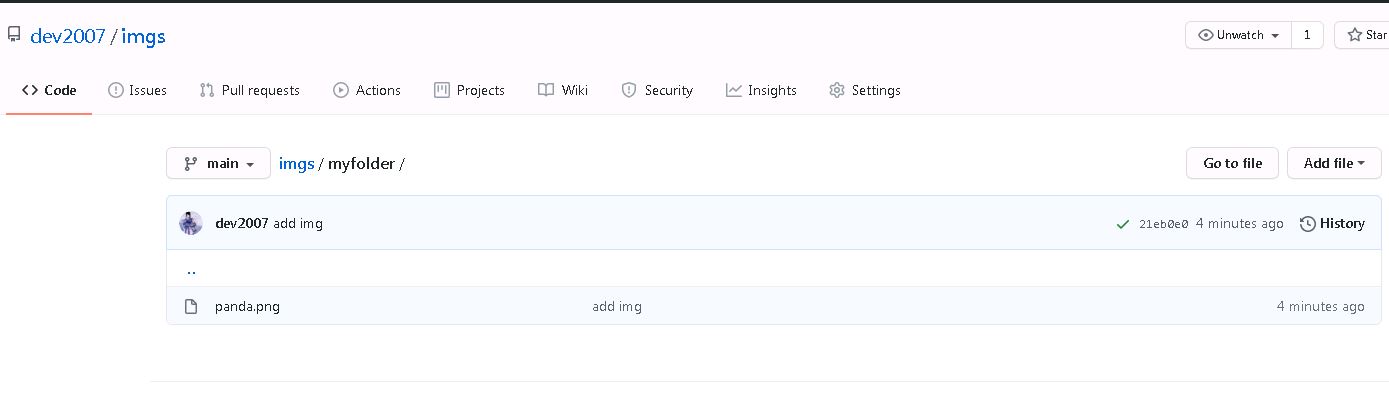 dev2007 / imgs
Unwatch 1 Star
Code Issues Pull requests Actions Projects Wiki Security Insights Settings
main imgs / myfolder / Go to file Add file
dev2007 add img 21eb0e0 4 minutes ago History
..
panda.png add img 4 minutes ago